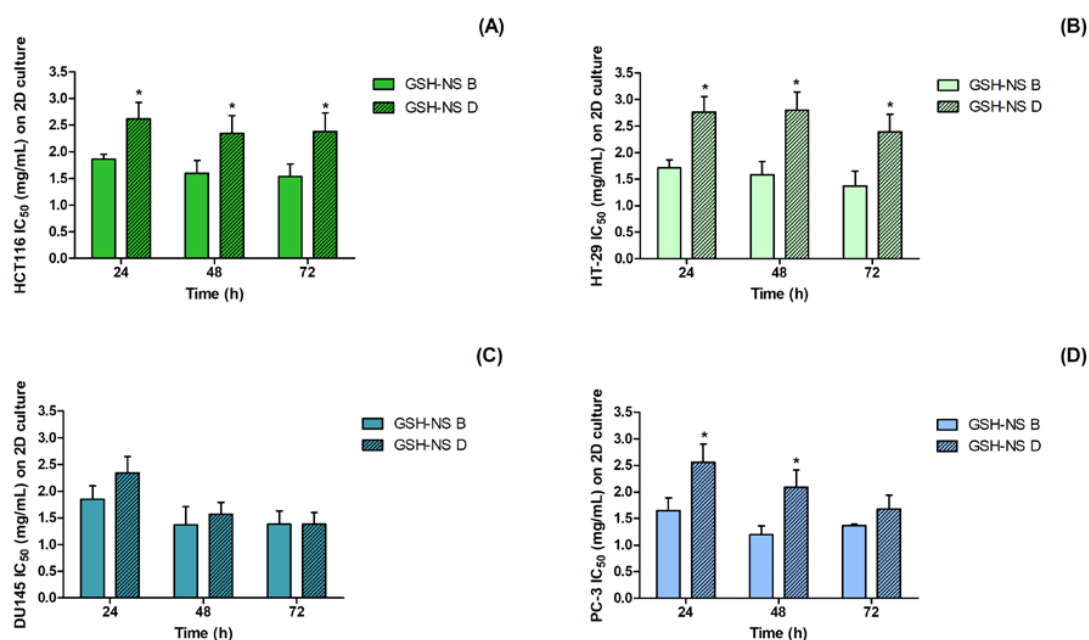 (A)
HCT116 IC50 (mg/mL) on 2D culture
3.5
3.0
2.5
2.0
1.5
1.0
0.5
0.0
* * *
24 48 72
Time (h)
GSH-NS B
GSH-NS D
(B)
HT-29 IC50 (mg/mL) on 2D culture
3.5
3.0
2.5
2.0
1.5
1.0
0.5
0.0
* * *
24 48 72
Time (h)
GSH-NS B
GSH-NS D
(C)
DU145 IC50 (mg/mL) on 2D culture
3.5
3.0
2.5
2.0
1.5
1.0
0.5
0.0
24 48 72
Time (h)
GSH-NS B
GSH-NS D
(D)
PC-3 IC50 (mg/mL) on 2D culture
3.5
3.0
2.5
2.0
1.5
1.0
0.5
0.0
* *
24 48 72
Time (h)
GSH-NS B
GSH-NS D